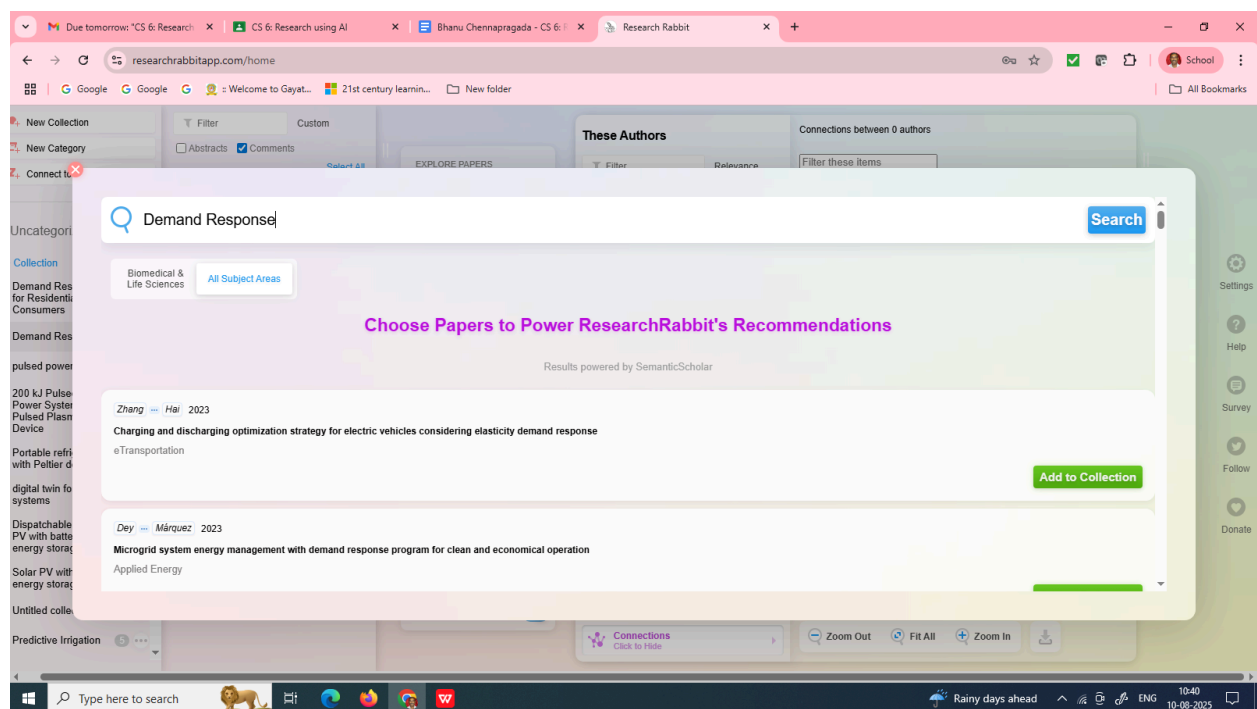 Due tomorrow: "CS 6: Research
CS 6: Research using AI
Bhanu Chennapragada - CS 6: R
Research Rabbit
researchrabbitapp.com/home
School
Google
Google
:: Welcome to Gayat...
21st century learnin...
New folder
All Bookmarks
New Collection
New Category
Connect to
Filter
Custom
Abstracts
Comments
Select All
EXPLORE PAPERS
These Authors
Filter
Relevance
Connections between 0 authors
Filter these items
Demand Response
Search
Biomedical &
Life Sciences
All Subject Areas
Choose Papers to Power ResearchRabbit's Recommendations
Results powered by SemanticScholar
Zhang ... Hai 2023
Charging and discharging optimization strategy for electric vehicles considering elasticity demand response
eTransportation
Add to Collection
Dey ... Márquez 2023
Microgrid system energy management with demand response program for clean and economical operation
Applied Energy
Uncategori
Collection
Demand Res
for Residentia
Consumers
Demand Res
pulsed power
200 kJ Pulse
Power System
Pulsed Plasm
Device
Portable refri
with Peltier d
digital twin fo
systems
Dispatchable
PV with batte
energy storag
Solar PV with
energy storag
Untitled colle
Predictive Irrigation 5
Settings
Help
Survey
Follow
Donate
Connections
Click to Hide
Zoom Out
Fit All
Zoom In
Type here to search
Rainy days ahead
ENG
10:40
10-08-2025